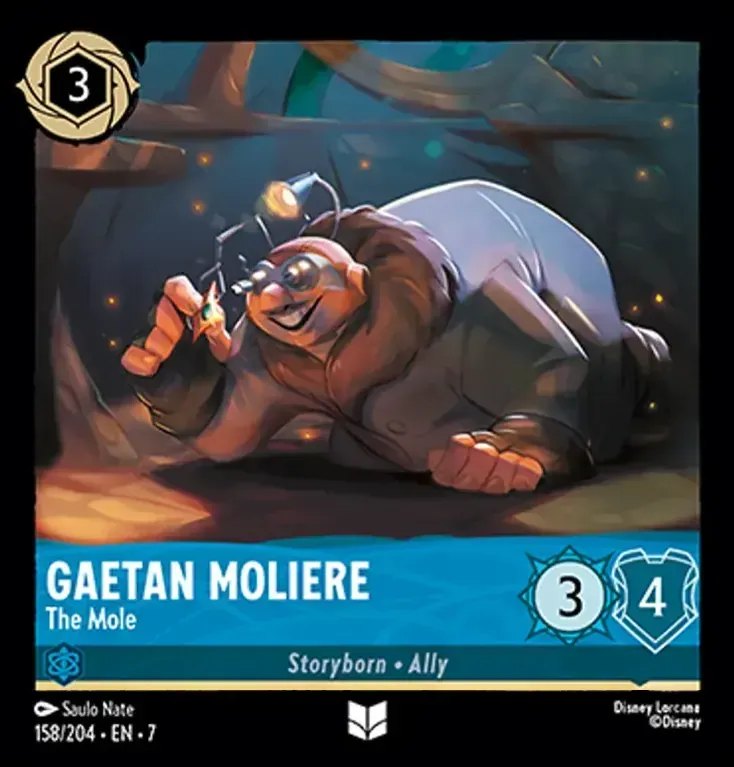 3
GAETAN MOLIERE
The Mole
3 4
Storyborn • Ally
Saulo Nate
158/204 • EN • 7
Disney Lorcana
©Disney